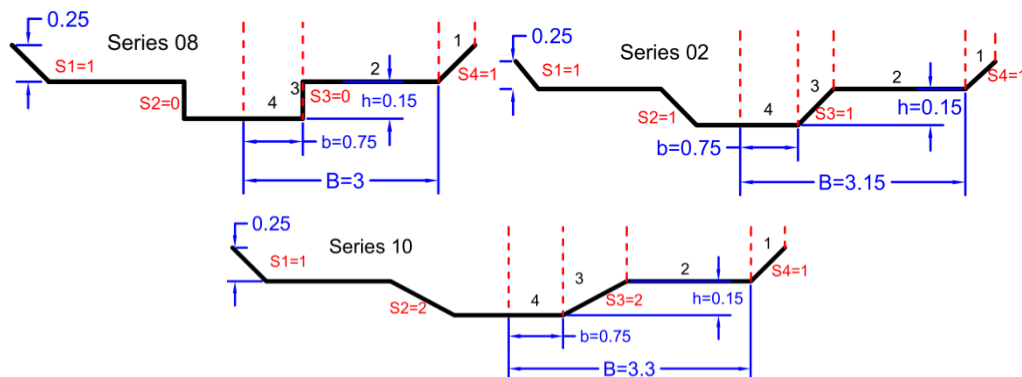 0.25
Series 08
S1=1
S2=0
3
S3=0
4
2
h=0.15
1
S4=1
b=0.75
B=3
0.25
Series 02
S1=1
S2=1
4
3
S3=1
2
h=0.15
1
S4=1
b=0.75
B=3.15
0.25
Series 10
S1=1
S2=2
4
3
S3=2
2
h=0.15
1
S4=1
b=0.75
B=3.3